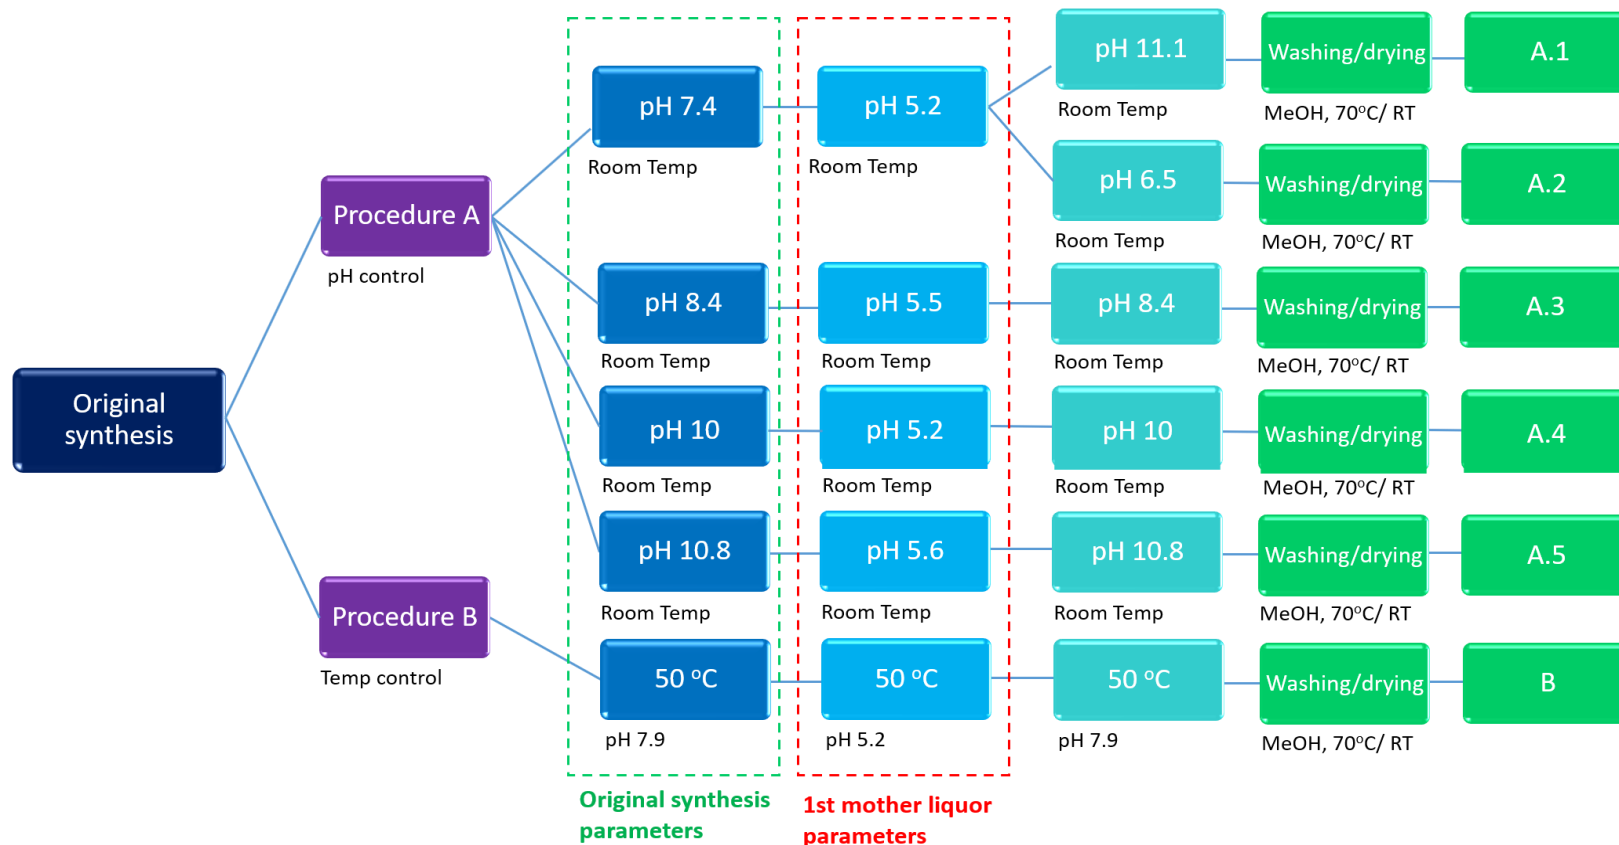 Original
synthesis
Procedure A
pH control
Procedure B
Temp control
pH 7.4
Room Temp
pH 5.2
Room Temp
pH 11.1
Room Temp
Washing/drying
MeOH, 70°C/ RT
A.1
pH 6.5
Room Temp
Washing/drying
MeOH, 70°C/ RT
A.2
pH 8.4
Room Temp
pH 5.5
Room Temp
pH 8.4
Room Temp
Washing/drying
MeOH, 70°C/ RT
A.3
pH 10
Room Temp
pH 5.2
Room Temp
pH 10
Room Temp
Washing/drying
MeOH, 70°C/ RT
A.4
pH 10.8
Room Temp
pH 5.6
Room Temp
pH 10.8
Room Temp
Washing/drying
MeOH, 70°C/ RT
A.5
50 °C
pH 7.9
50 °C
pH 5.2
50 °C
pH 7.9
Washing/drying
MeOH, 70°C/ RT
B
Original synthesis
parameters
1st mother liquor
parameters